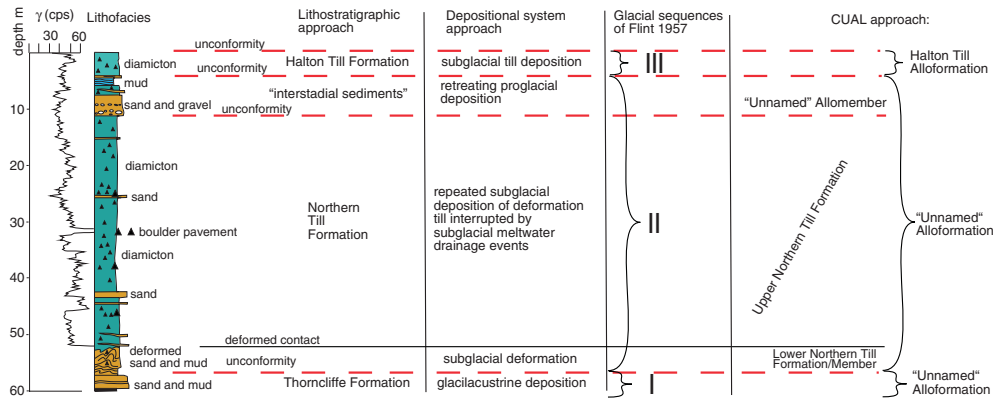 γ (cps)
30 60
depth m
Lithofacies
Lithostratigraphic
approach
Depositional system
approach
Glacial sequences
of Flint 1957
CUAL approach:
10
20
30
40
50
60
diamicton
mud
sand and gravel
diamicton
sand
boulder pavement
diamicton
sand
deformed
sand and mud
sand and mud
unconformity
unconformity
unconformity
deformed contact
unconformity
Halton Till Formation
"interstadial sediments"
Northern
Till
Formation
Thorncliffe Formation
subglacial till deposition
retreating proglacial
deposition
repeated subglacial
deposition of deformation
till interrupted by
subglacial meltwater
drainage events
subglacial deformation
glacilacustrine deposition
III
II
I
"Unnamed" Allomember
Upper Northern Till Formation
Lower Northern Till
Formation/Member
Halton Till
Alloformation
"Unnamed"
Alloformation
"Unnamed"
Alloformation